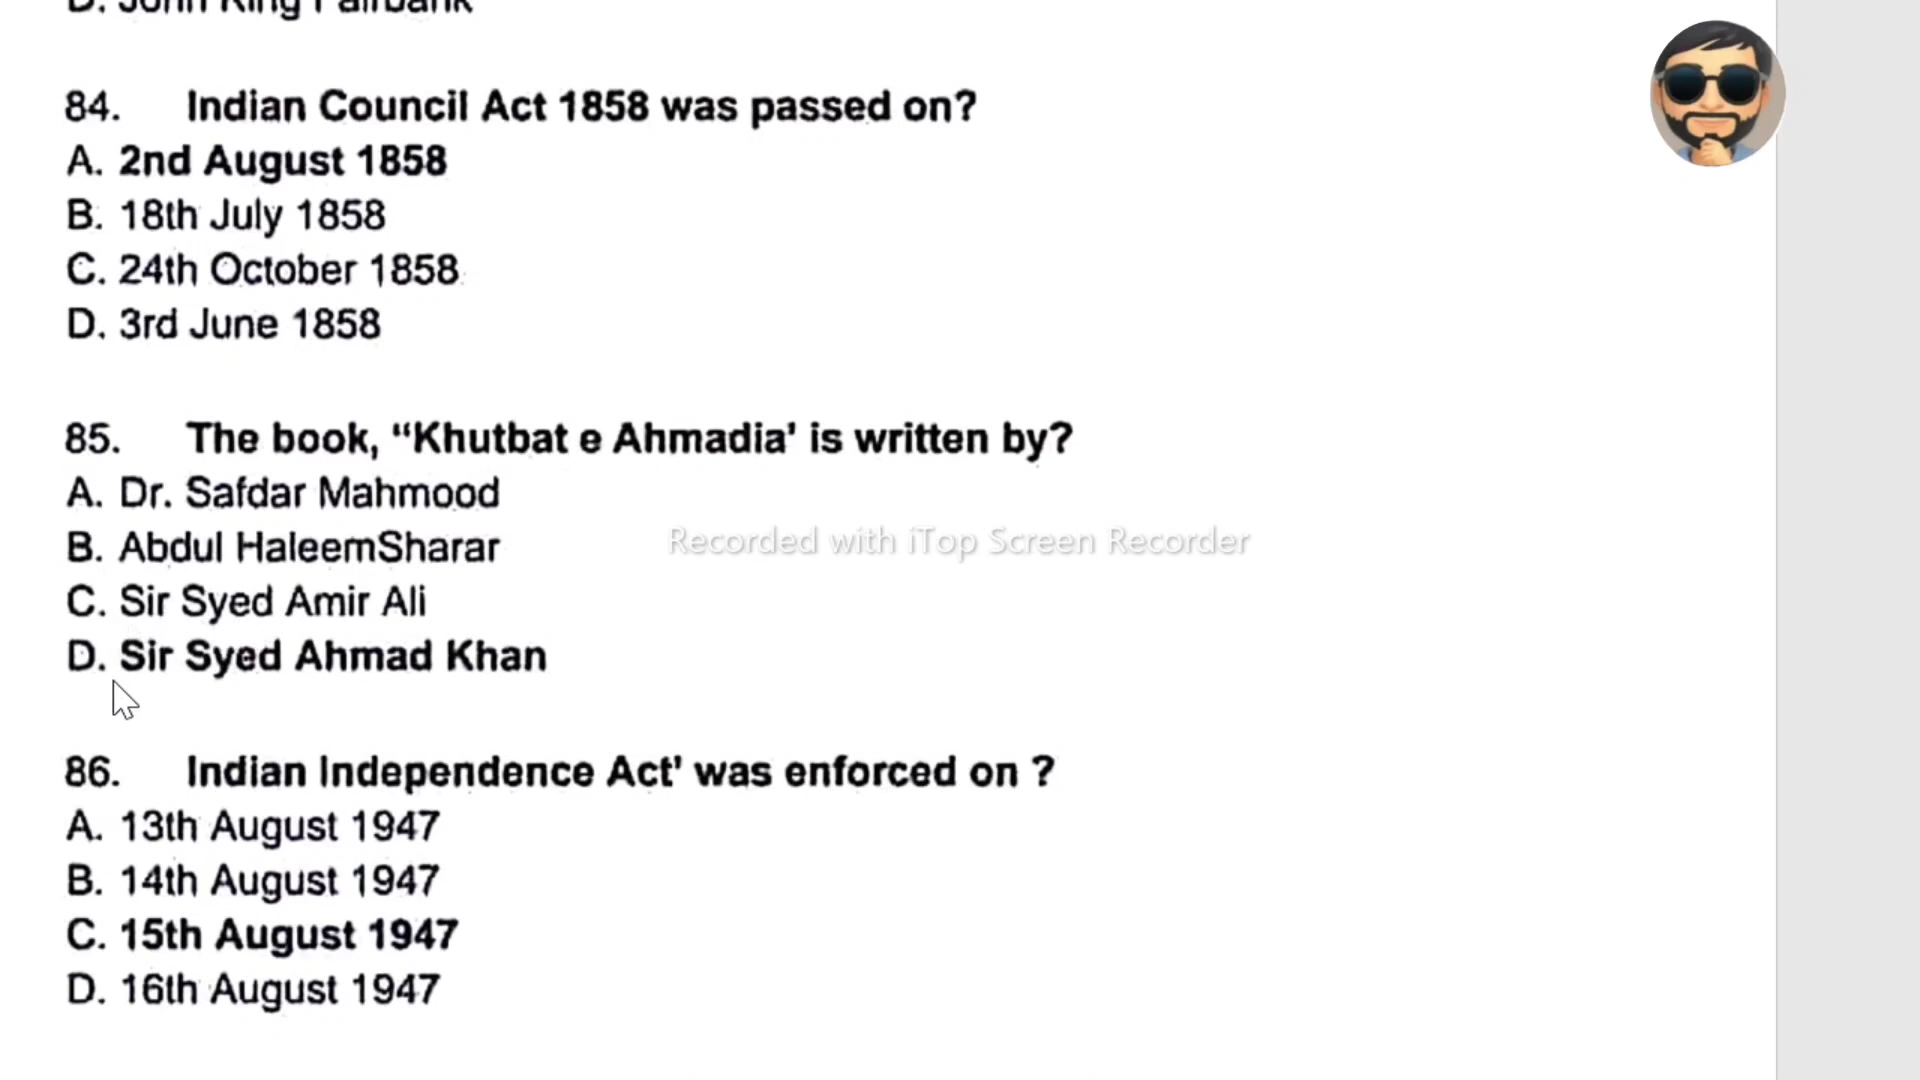 D. John King Fairbank
84. Indian Council Act 1858 was passed on?
A. 2nd August 1858
B. 18th July 1858
C. 24th October 1858
D. 3rd June 1858
85. The book, “Khutbat e Ahmadia' is written by?
A. Dr. Safdar Mahmood
B. Abdul HaleemSharar
C. Sir Syed Amir Ali
D. Sir Syed Ahmad Khan
Recorded with iTop Screen Recorder
86. Indian Independence Act' was enforced on ?
A. 13th August 1947
B. 14th August 1947
C. 15th August 1947
D. 16th August 1947